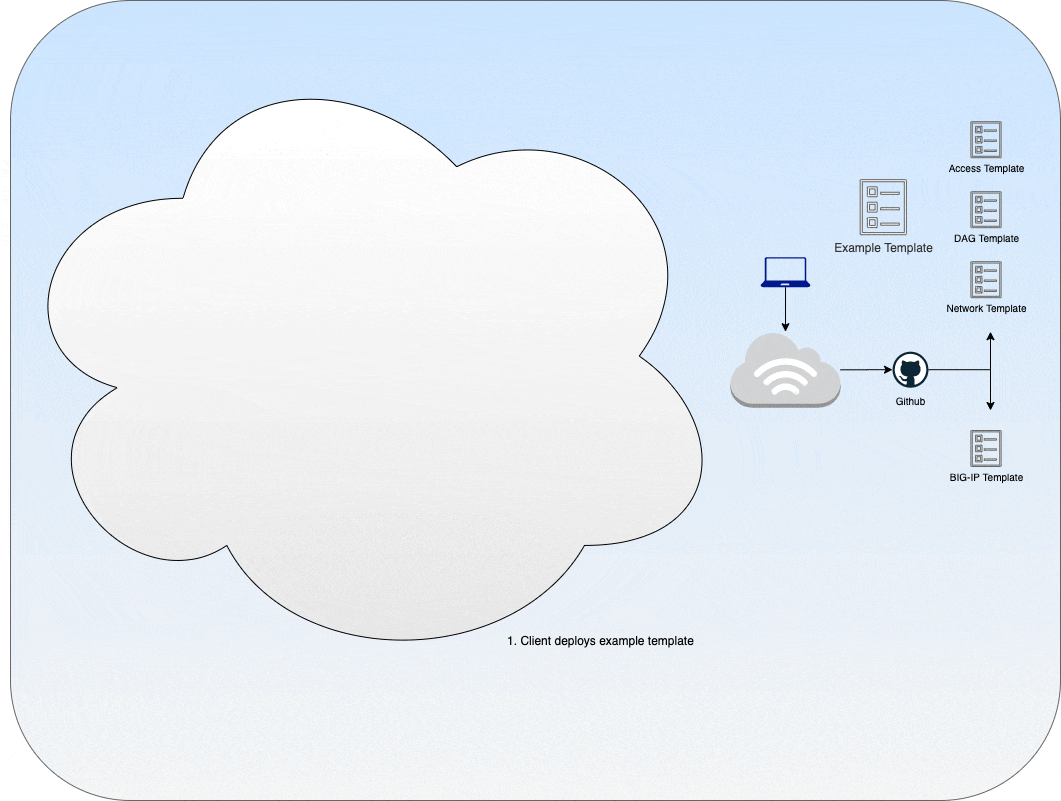 Access Template
DAG Template
Example Template
Network Template
Github
BIG-IP Template
1. Client deploys example template